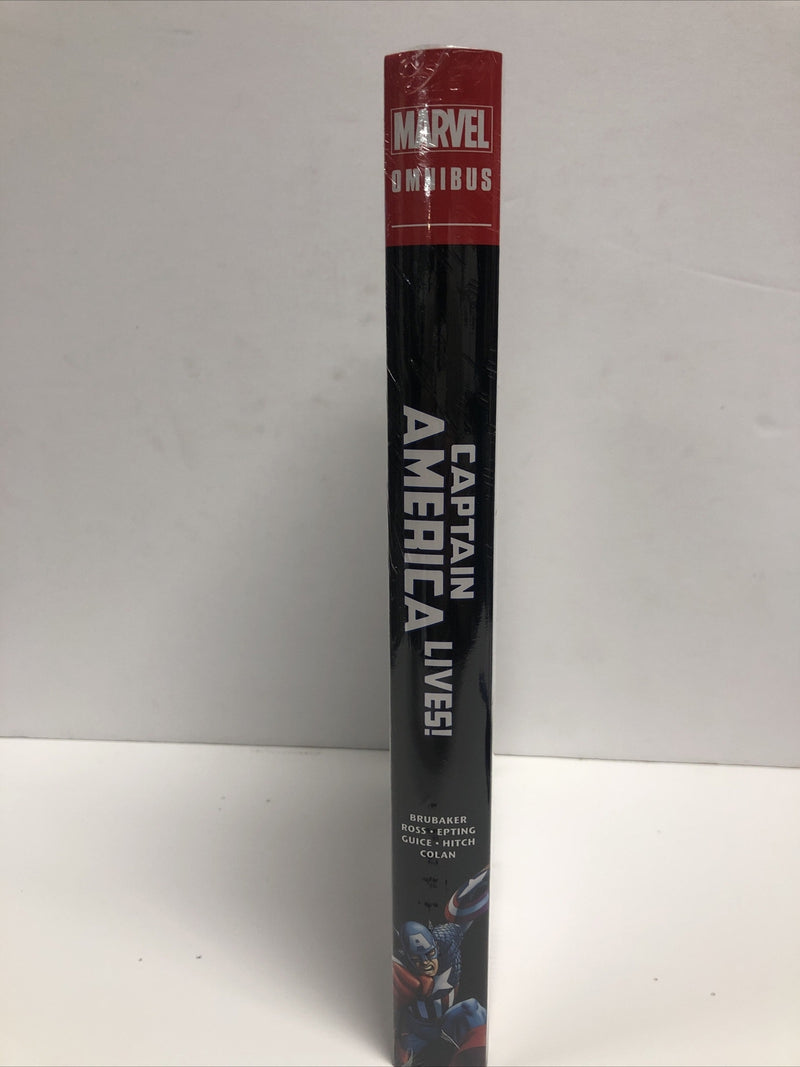 MARVEL
OMNIBUS
CAPTAIN
AMERICA LIVES!
BRUBAKER
ROSS • EPTING
GUICE • HITCH
COLAN
A